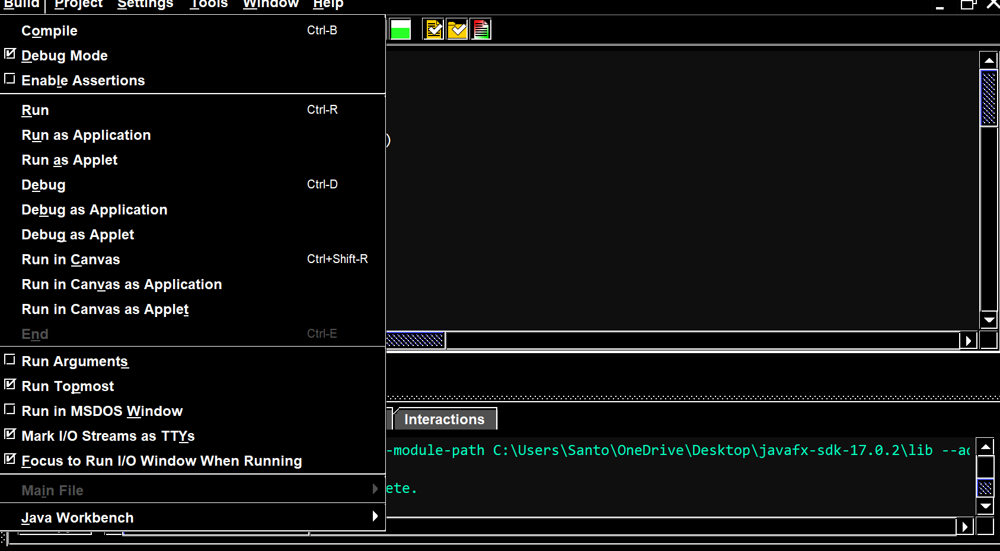 Build Project Settings Tools Window Help
Compile Ctrl-B
Debug Mode
Enable Assertions
Run Ctrl-R
Run as Application
)
Run as Applet
Debug Ctrl-D
Debug as Application
Debug as Applet
Run in Canvas Ctrl+Shift-R
Run in Canvas as Application
Run in Canvas as Applet
End Ctrl-E
Run Arguments
Run Topmost
Run in MSDOS Window
Interactions
Mark I/O Streams as TTYs
-module-path C:\Users\Santo\OneDrive\Desktop\javafx-sdk-17.0.2\lib --ad
Focus to Run I/O Window When Running
Main File
ete.
Java Workbench